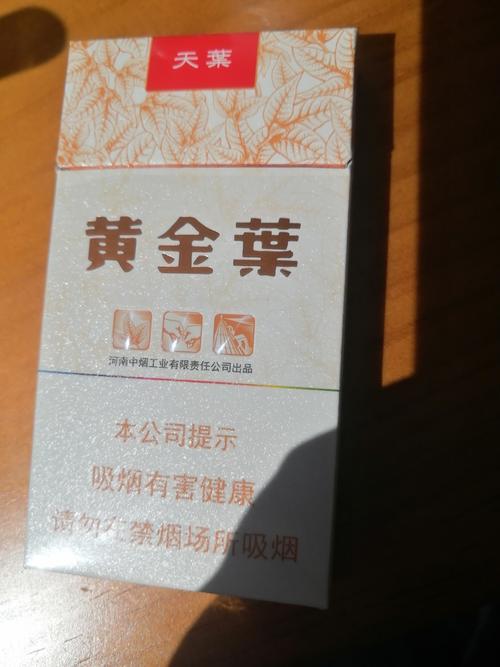 天葉
黄金葉
河南中烟工业有限责任公司出品
本公司提示
吸烟有害健康
请勿在禁烟场所吸烟